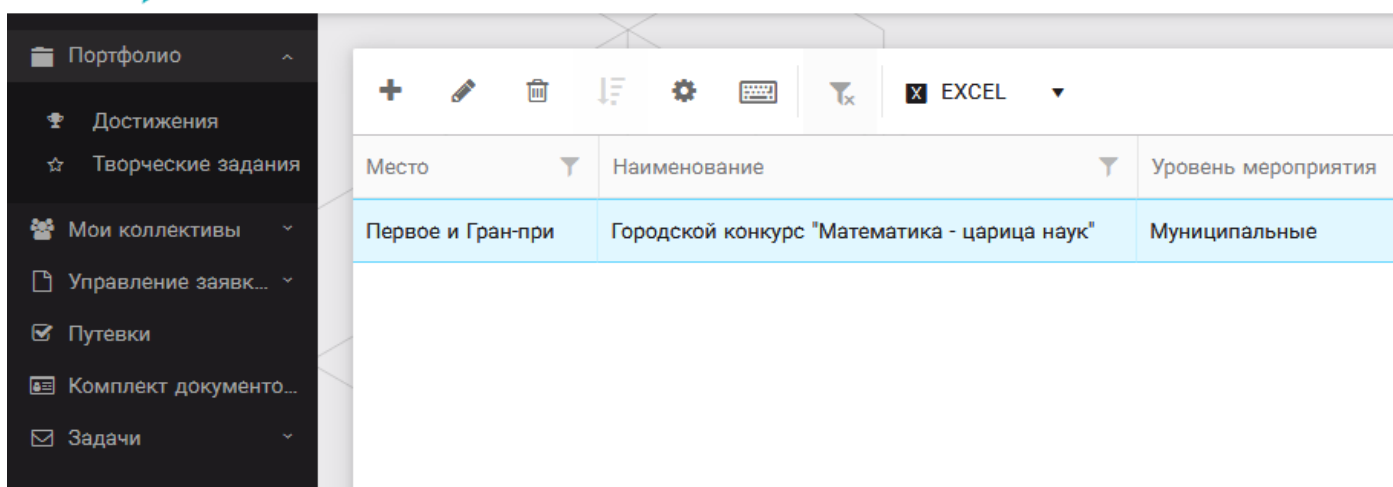 Портфолио
Достижения
Творческие задания
Мои коллективы
Управление заявк...
Путевки
Комплект документо...
Задачи
X EXCEL
Место Наименование Уровень мероприятия
Первое и Гран-при Городской конкурс "Математика - царица наук" Муниципальные